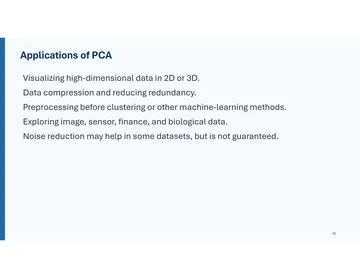 Applications of PCA
Visualizing high-dimensional data in 2D or 3D.
Data compression and reducing redundancy.
Preprocessing before clustering or other machine-learning methods.
Exploring image, sensor, finance, and biological data.
Noise reduction may help in some datasets, but is not guaranteed.